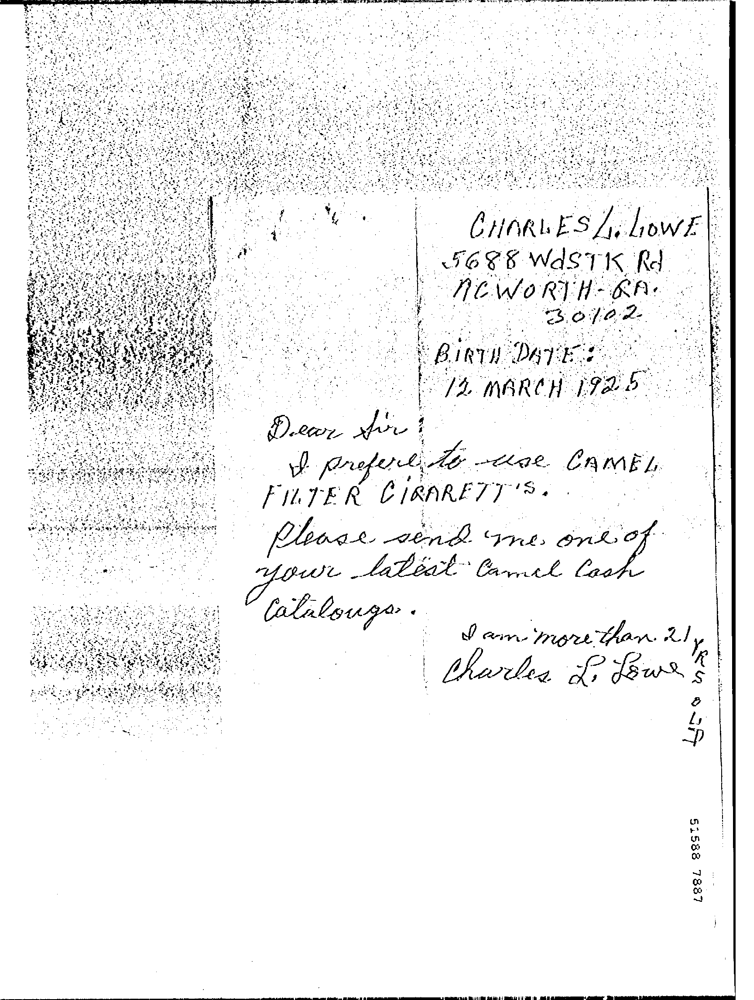 CHARLES L. LOWE
5688 WdSTK Rd
ACWORTH-GA.
30102
BIRTH DATE:
12 MARCH 1925
Dear Sir!
I prefere to use CAMEL
FILTER CIGARETT'S.
Please send me one of
your latest Camel Cash
Catalougs.
I am more than 21 YRS OLD
Charles L. Lowe
51588 7887